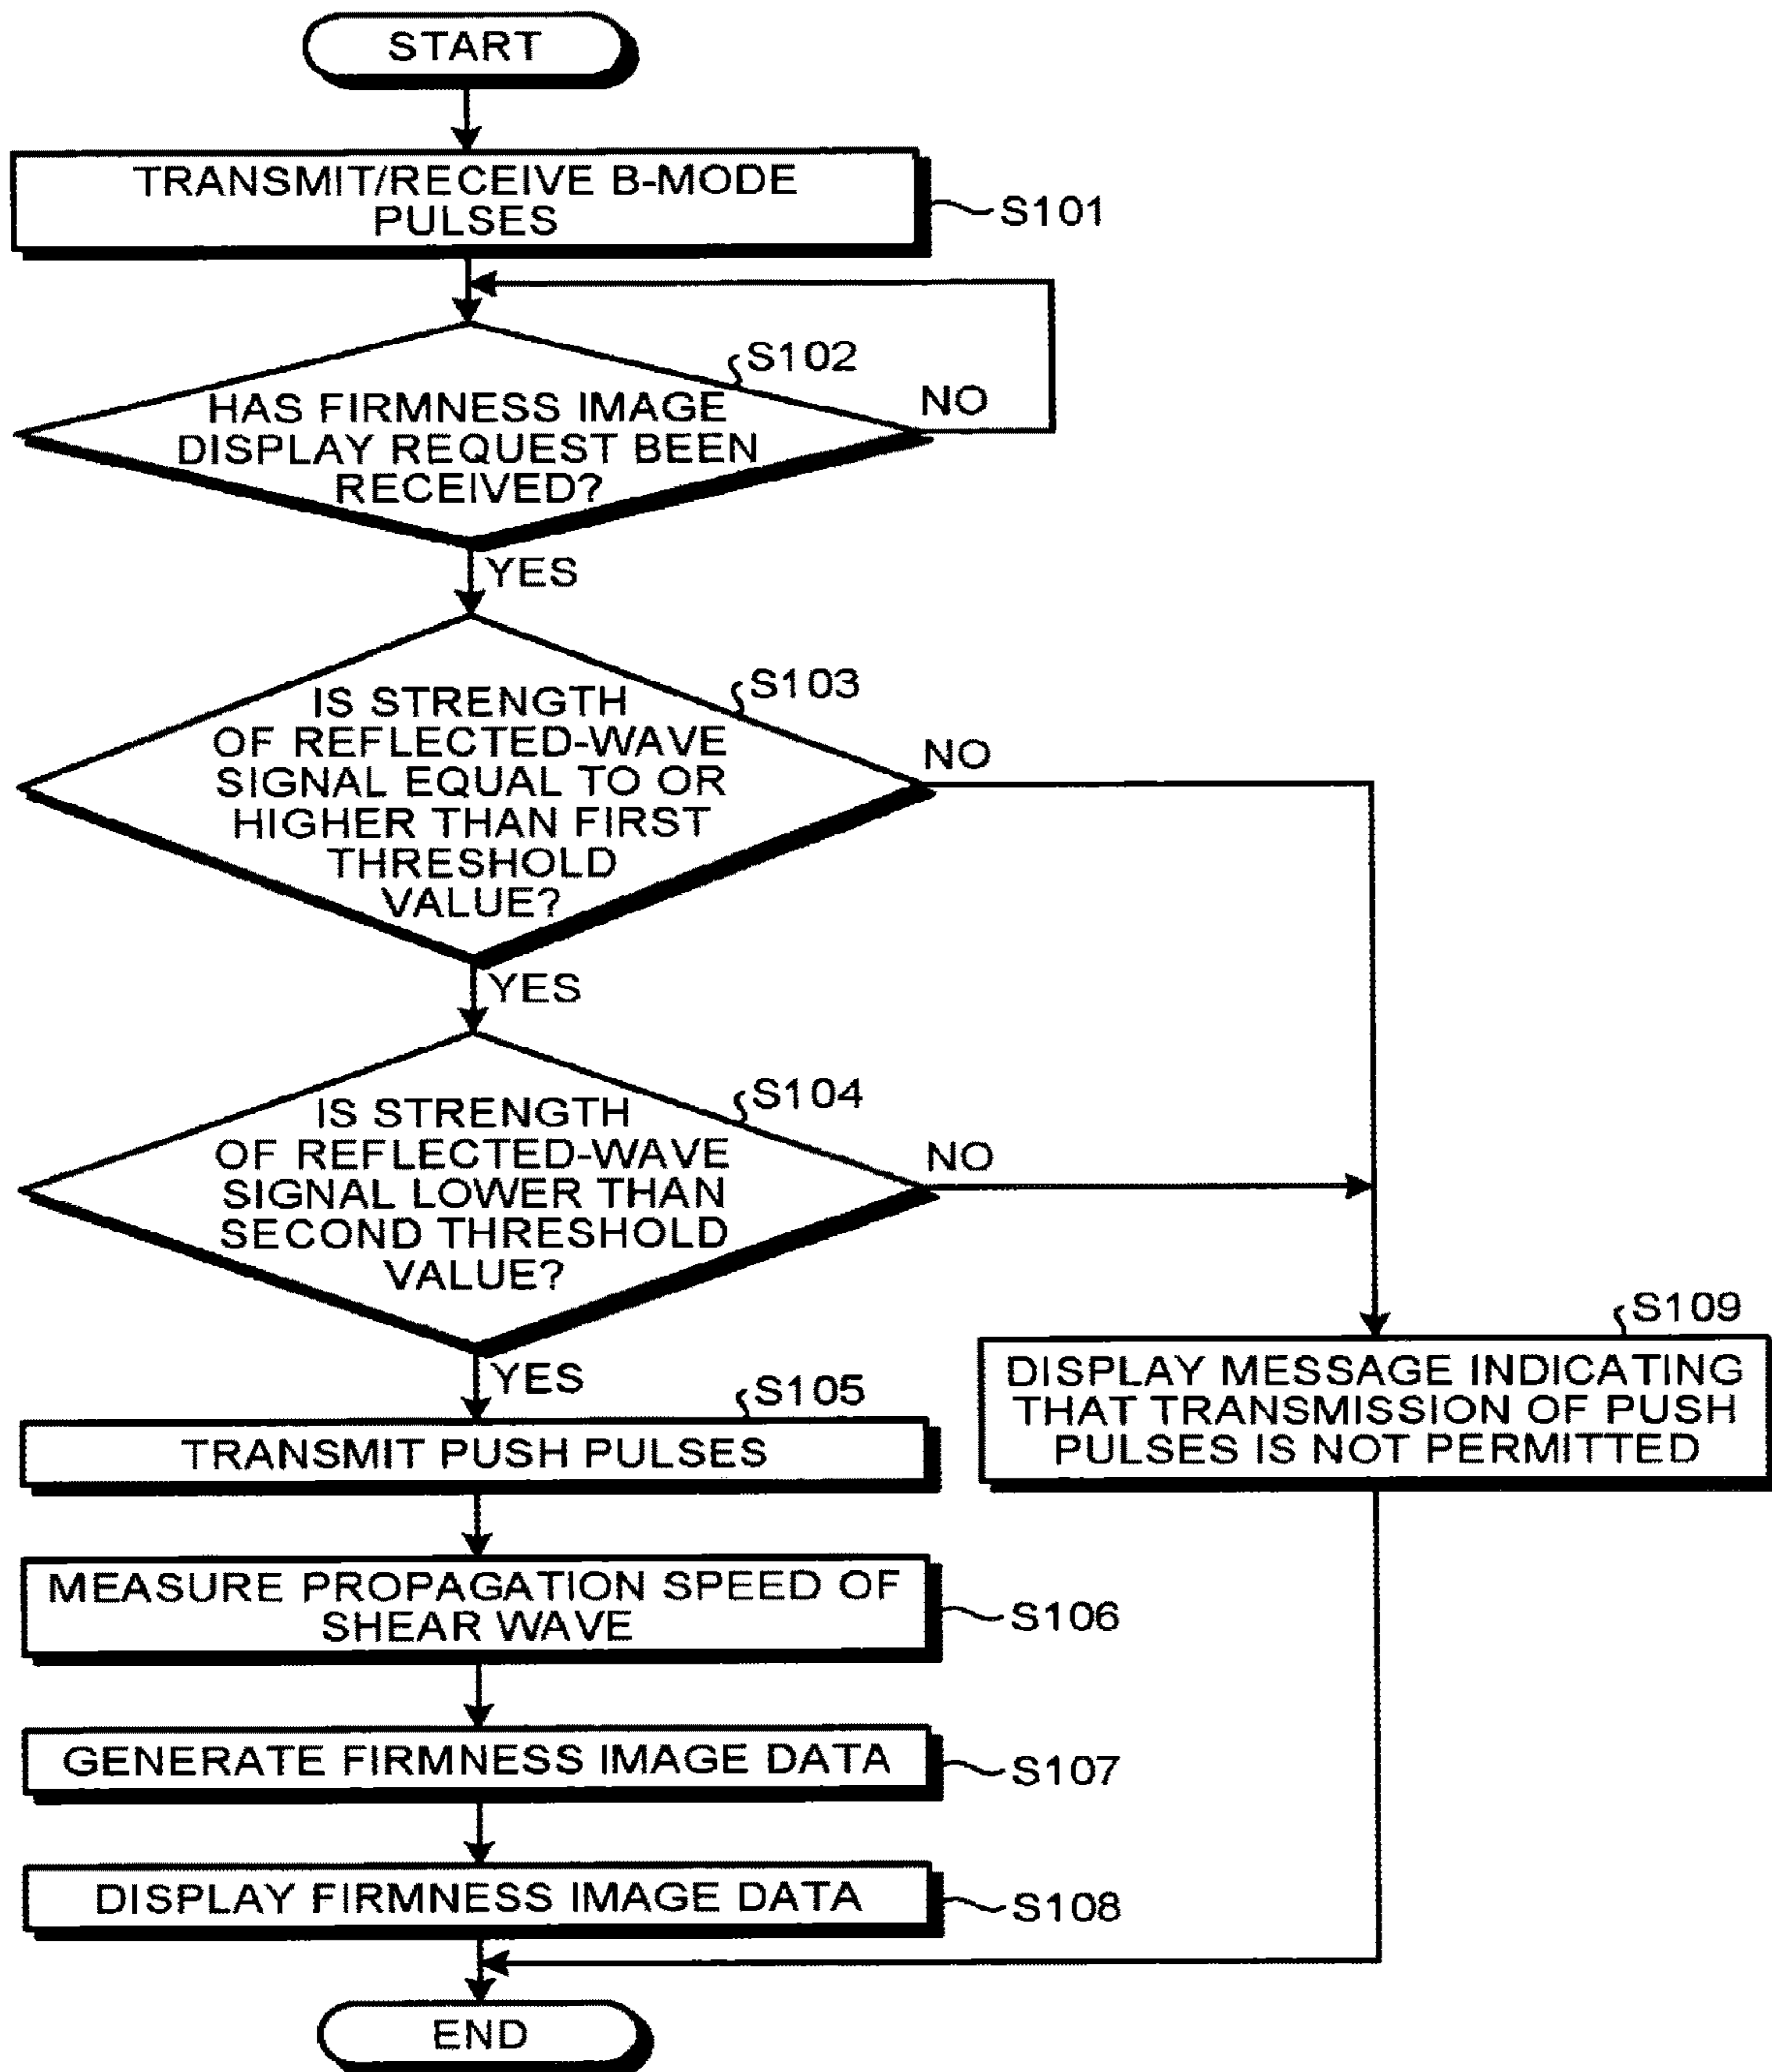 START
TRANSMIT/RECEIVE B-MODE
PULSES
S101
S102
HAS FIRMNESS IMAGE
DISPLAY REQUEST BEEN
RECEIVED?
NO
YES
S103
IS STRENGTH
OF REFLECTED-WAVE
SIGNAL EQUAL TO OR
HIGHER THAN FIRST
THRESHOLD
VALUE?
NO
YES
S104
IS STRENGTH
OF REFLECTED-WAVE
SIGNAL LOWER THAN
SECOND THRESHOLD
VALUE?
NO
YES
S109
DISPLAY MESSAGE INDICATING
THAT TRANSMISSION OF PUSH
PULSES IS NOT PERMITTED
S105
TRANSMIT PUSH PULSES
MEASURE PROPAGATION SPEED OF
SHEAR WAVE
S106
GENERATE FIRMNESS IMAGE DATA
S107
DISPLAY FIRMNESS IMAGE DATA
S108
END